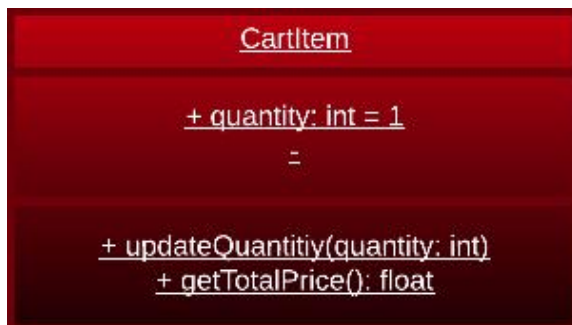 CartItem
+ quantity: int = 1
-
+ updateQuantitiy(quantity: int)
+ getTotalPrice(): float